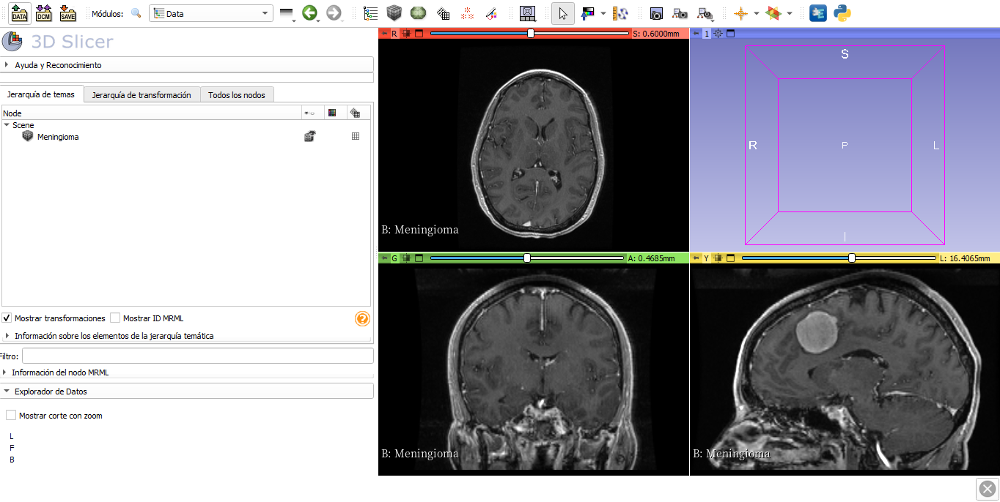 DATA DCM SAVE Módulos: Data
3D Slicer
Ayuda y Reconocimiento
Jerarquía de temas Jerarquía de transformación Todos los nodos
Node
Scene
Meningioma
Mostrar transformaciones Mostrar ID MRML
?
Información sobre los elementos de la jerarquía temática
Filtro:
Información del nodo MRML
Explorador de Datos
Mostrar corte con zoom
L
F
B
R S: 0.6000mm
B: Meningioma
1
S
R P L
I
G A: 0.4685mm
B: Meningioma
Y L: 16.4065mm
B: Meningioma